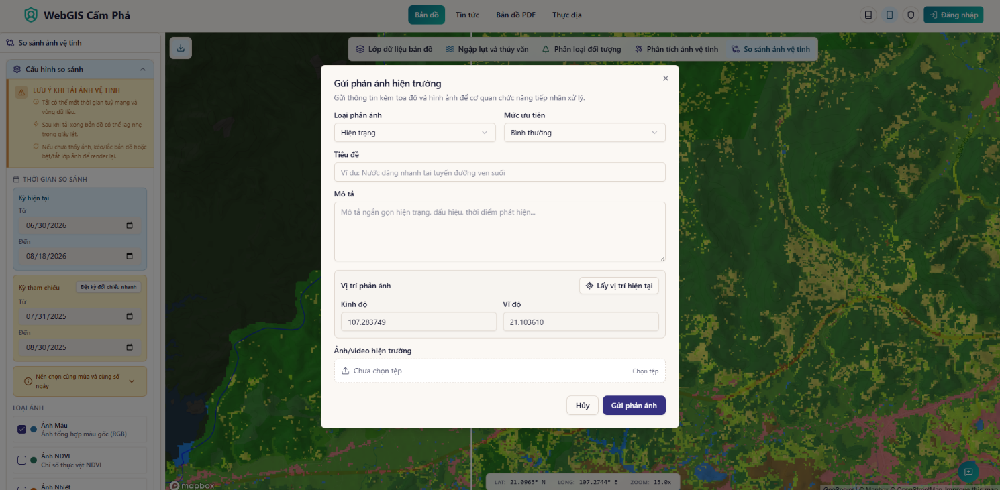 WebGIS Cẩm Phả
Bản đồ
Tin tức
Bản đồ PDF
Thực địa
Đăng nhập
So sánh ảnh vệ tinh
Lớp dữ liệu bản đồ
Ngập lụt và thủy văn
Phân loại đối tượng
Phân tích ảnh vệ tinh
So sánh ảnh vệ tinh
Cấu hình so sánh
LƯU Ý KHI TẢI ẢNH VỆ TINH
Tải có thể mất thời gian tuỳ mạng và
vùng dữ liệu.
Sau khi tải xong bản đồ có thể lag nhẹ
trong giây lát.
Nếu chưa thấy ảnh, kéo/lắc bản đồ hoặc
bật/tắt lớp ảnh để render lại.
THỜI GIAN SO SÁNH
Kỳ hiện tại
Từ
06/30/2026
Đến
08/18/2026
Kỳ tham chiếu
Đặt kỳ đối chiếu nhanh
Từ
07/31/2025
Đến
08/30/2025
Nên chọn cùng mùa và cùng số
ngày
LOẠI ẢNH
Ảnh Màu
Ảnh tổng hợp màu gốc (RGB)
Ảnh NDVI
Chỉ số thực vật NDVI
Ảnh Nhiệt
Gửi phản ánh hiện trường
Gửi thông tin kèm tọa độ và hình ảnh để cơ quan chức năng tiếp nhận xử lý.
Loại phản ánh
Mức ưu tiên
Hiện trạng
Bình thường
Tiêu đề
Ví dụ: Nước dâng nhanh tại tuyến đường ven suối
Mô tả
Mô tả ngắn gọn hiện trạng, dấu hiệu, thời điểm phát hiện...
Vị trí phản ánh
Lấy vị trí hiện tại
Kinh độ
Vĩ độ
107.283749
21.103610
Ảnh/video hiện trường
Chưa chọn tệp
Chọn tệp
Hủy
Gửi phản ánh
mapbox
LAT: 21.0963° N LONG: 107.2744° E ZOOM: 13.0x
GeoServer | © Mapbox © OpenStreetMap Improve this map